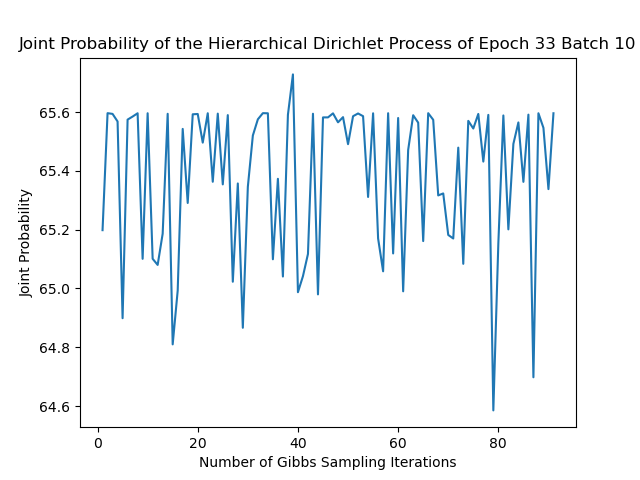 Joint Probability of the Hierarchical Dirichlet Process of Epoch 33 Batch 10
Joint Probability
65.6
65.4
65.2
65.0
64.8
64.6
0 20 40 60 80
Number of Gibbs Sampling Iterations